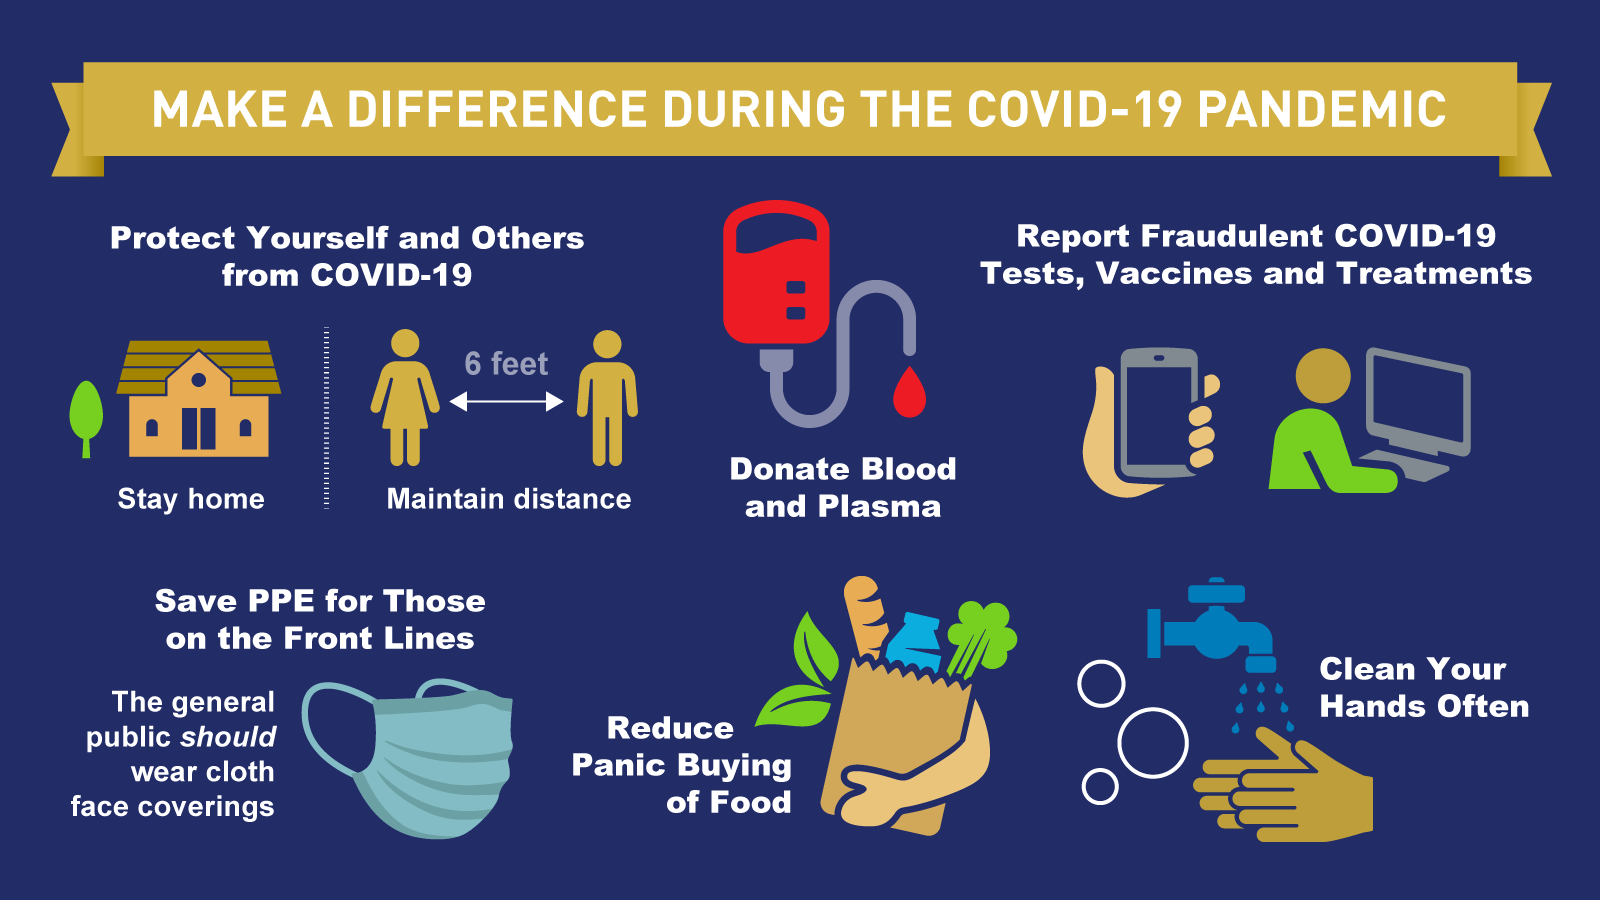 MAKE A DIFFERENCE DURING THE COVID-19 PANDEMIC
Protect Yourself and Others
from COVID-19
6 feet
Stay home
Maintain distance
Donate Blood
and Plasma
Report Fraudulent COVID-19
Tests, Vaccines and Treatments
Save PPE for Those
on the Front Lines
The general
public should
wear cloth
face coverings
Reduce
Panic Buying
of Food
Clean Your
Hands Often